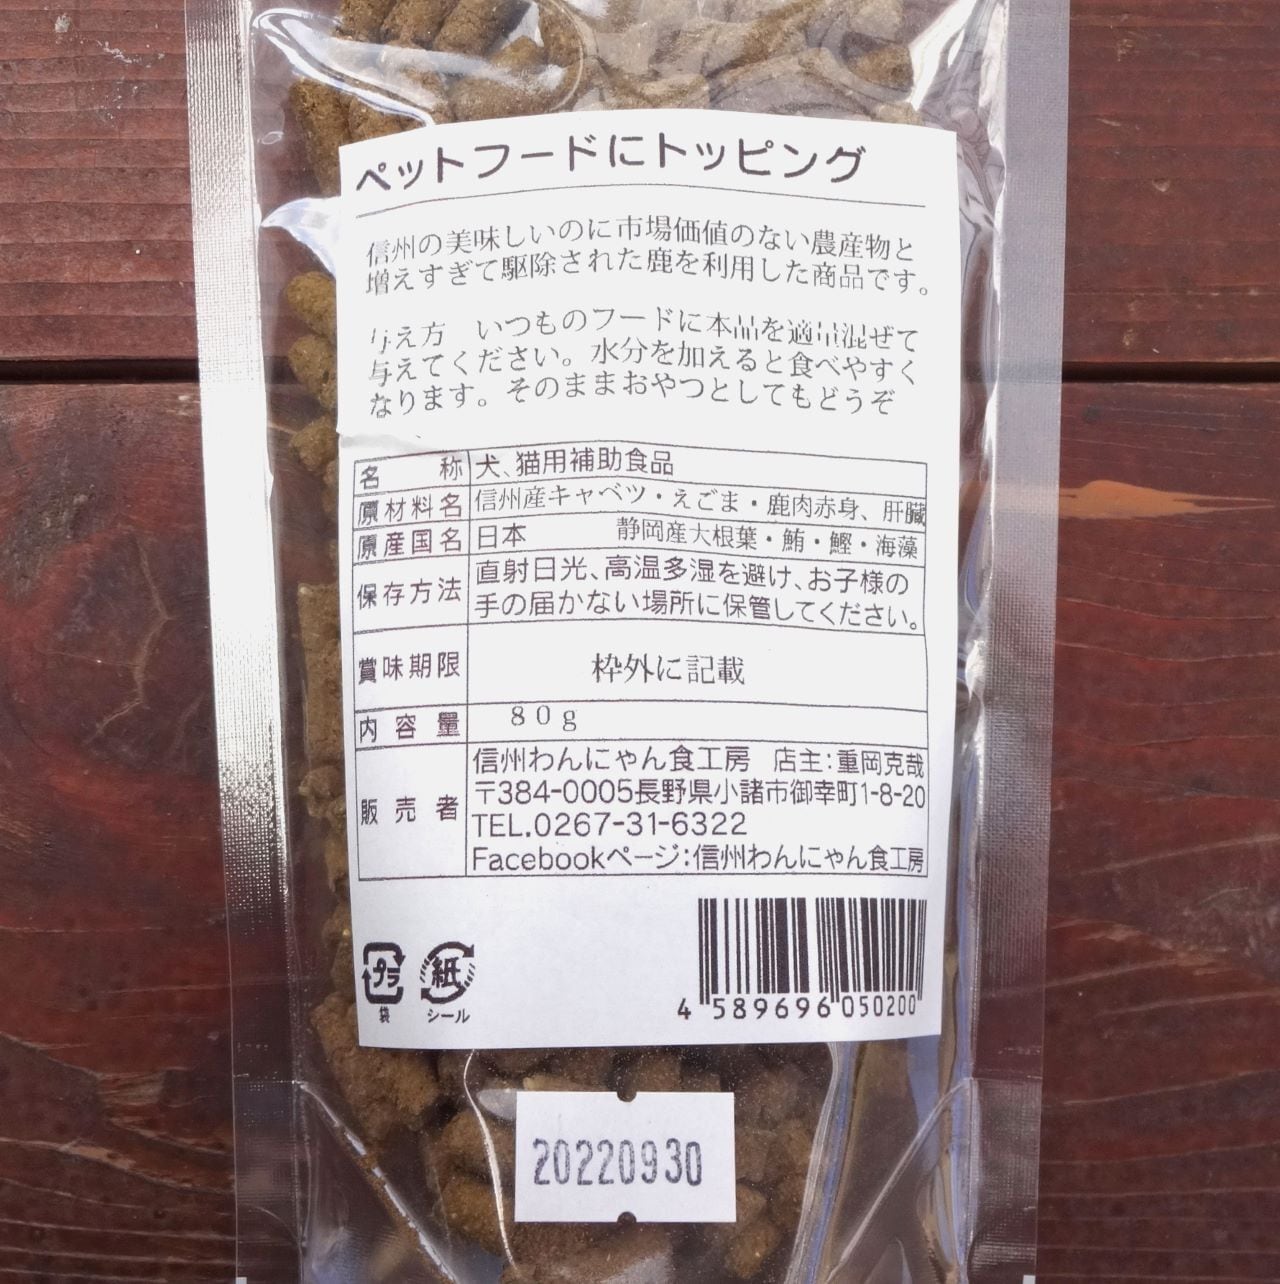 ペットフードにトッピング
信州の美味しいのに市場価値のない農産物と
増えすぎて駆除された鹿を利用した商品です。
与え方　いつものフードに本品を適量混ぜて
与えてください。水分を加えると食べやすく
なります。そのままおやつとしてもどうぞ
名称 犬、猫用補助食品
原材料名 信州産キャベツ・えごま・鹿肉赤身、肝臓
原産国名 日本 静岡産大根葉・鮪・鰹・海藻
保存方法 直射日光、高温多湿を避け、お子様の
手の届かない場所に保管してください。
賞味期限 枠外に記載
内容量 80g
販売者 信州わんにゃん食工房 店主：重岡克哉
〒384-0005長野県小諸市御幸町1-8-20
TEL.0267-31-6322
Facebookページ：信州わんにゃん食工房
プラ 紙
袋 シール
4 589696 050200
20220930